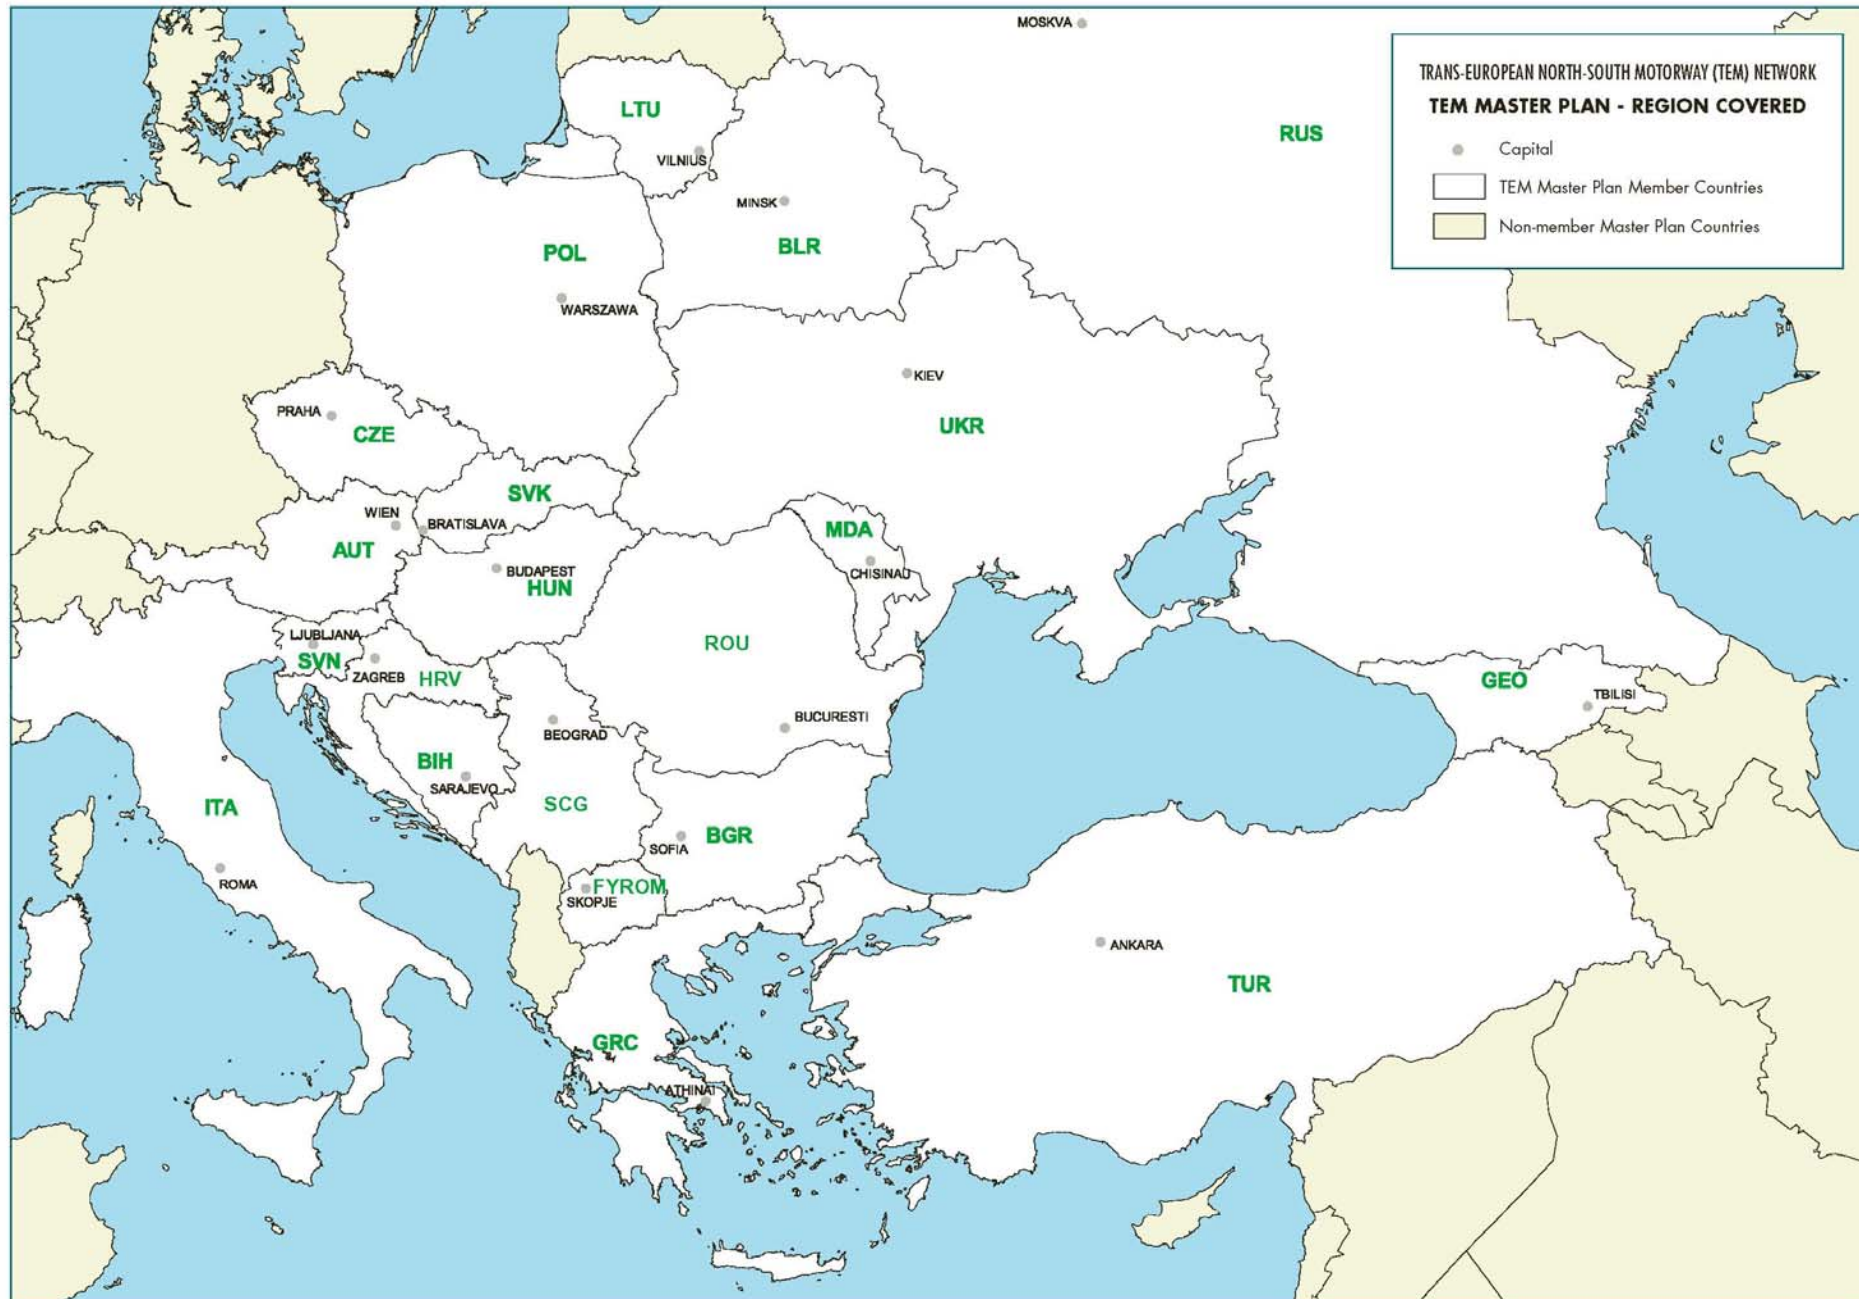 MOSKVA
TRANS-EUROPEAN NORTH-SOUTH MOTORWAY (TEM) NETWORK
TEM MASTER PLAN - REGION COVERED
Capital
TEM Master Plan Member Countries
Non-member Master Plan Countries
LTU
RUS
VILNIUS
MINSK
BLR
POL
WARSZAWA
KIEV
PRAHA
CZE
UKR
SVK
WIEN
BRATISLAVA
MDA
AUT
BUDAPEST
CHISINAU
HUN
LJUBLJANA
ROU
SVN
ZAGREB
HRV
GEO
TBILISI
BUCURESTI
BEOGRAD
BIH
SARAJEVO
ITA
SCG
BGR
SOFIA
ROMA
FYROM
SKOPJE
ANKARA
TUR
GRC
ATHINAI